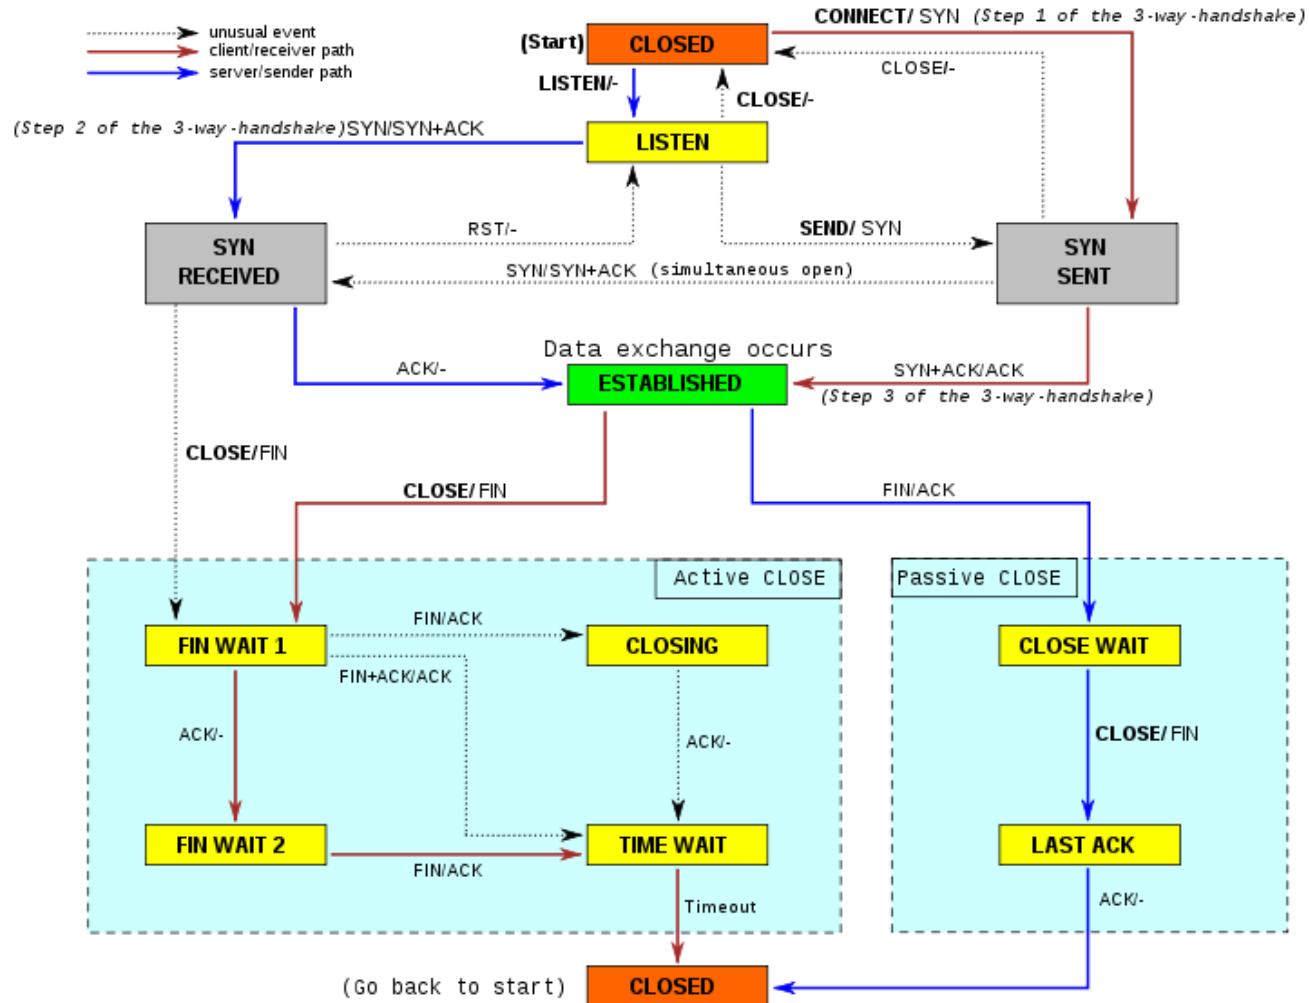 CONNECT/ SYN (Step 1 of the 3-way-handshake)
unusual event
client/receiver path
server/sender path
(Start)
CLOSED
CLOSE/-
LISTEN/-
CLOSE/-
(Step 2 of the 3-way-handshake)SYN/SYN+ACK
LISTEN
RST/-
SEND/ SYN
SYN
RECEIVED
SYN
SENT
SYN/SYN+ACK (simultaneous open)
Data exchange occurs
ACK/-
ESTABLISHED
SYN+ACK/ACK
(Step 3 of the 3-way-handshake)
CLOSE/FIN
CLOSE/ FIN
FIN/ACK
Active CLOSE
Passive CLOSE
FIN WAIT 1
FIN/ACK
CLOSING
CLOSE WAIT
FIN+ACK/ACK
ACK/-
ACK/-
CLOSE/ FIN
FIN WAIT 2
FIN/ACK
TIME WAIT
LAST ACK
Timeout
ACK/-
(Go back to start)
CLOSED